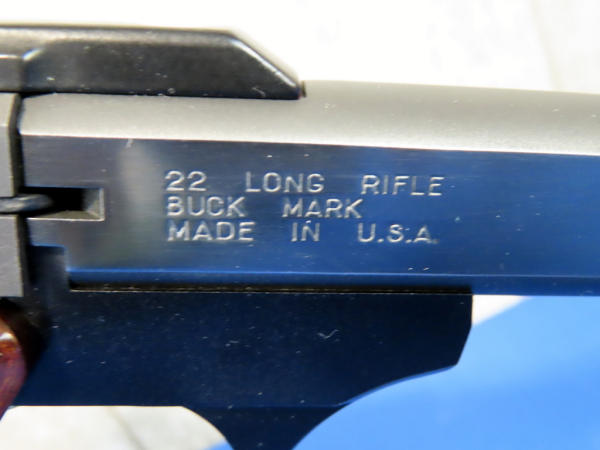 22 LONG RIFLE
BUCK MARK
MADE IN U.S.A.